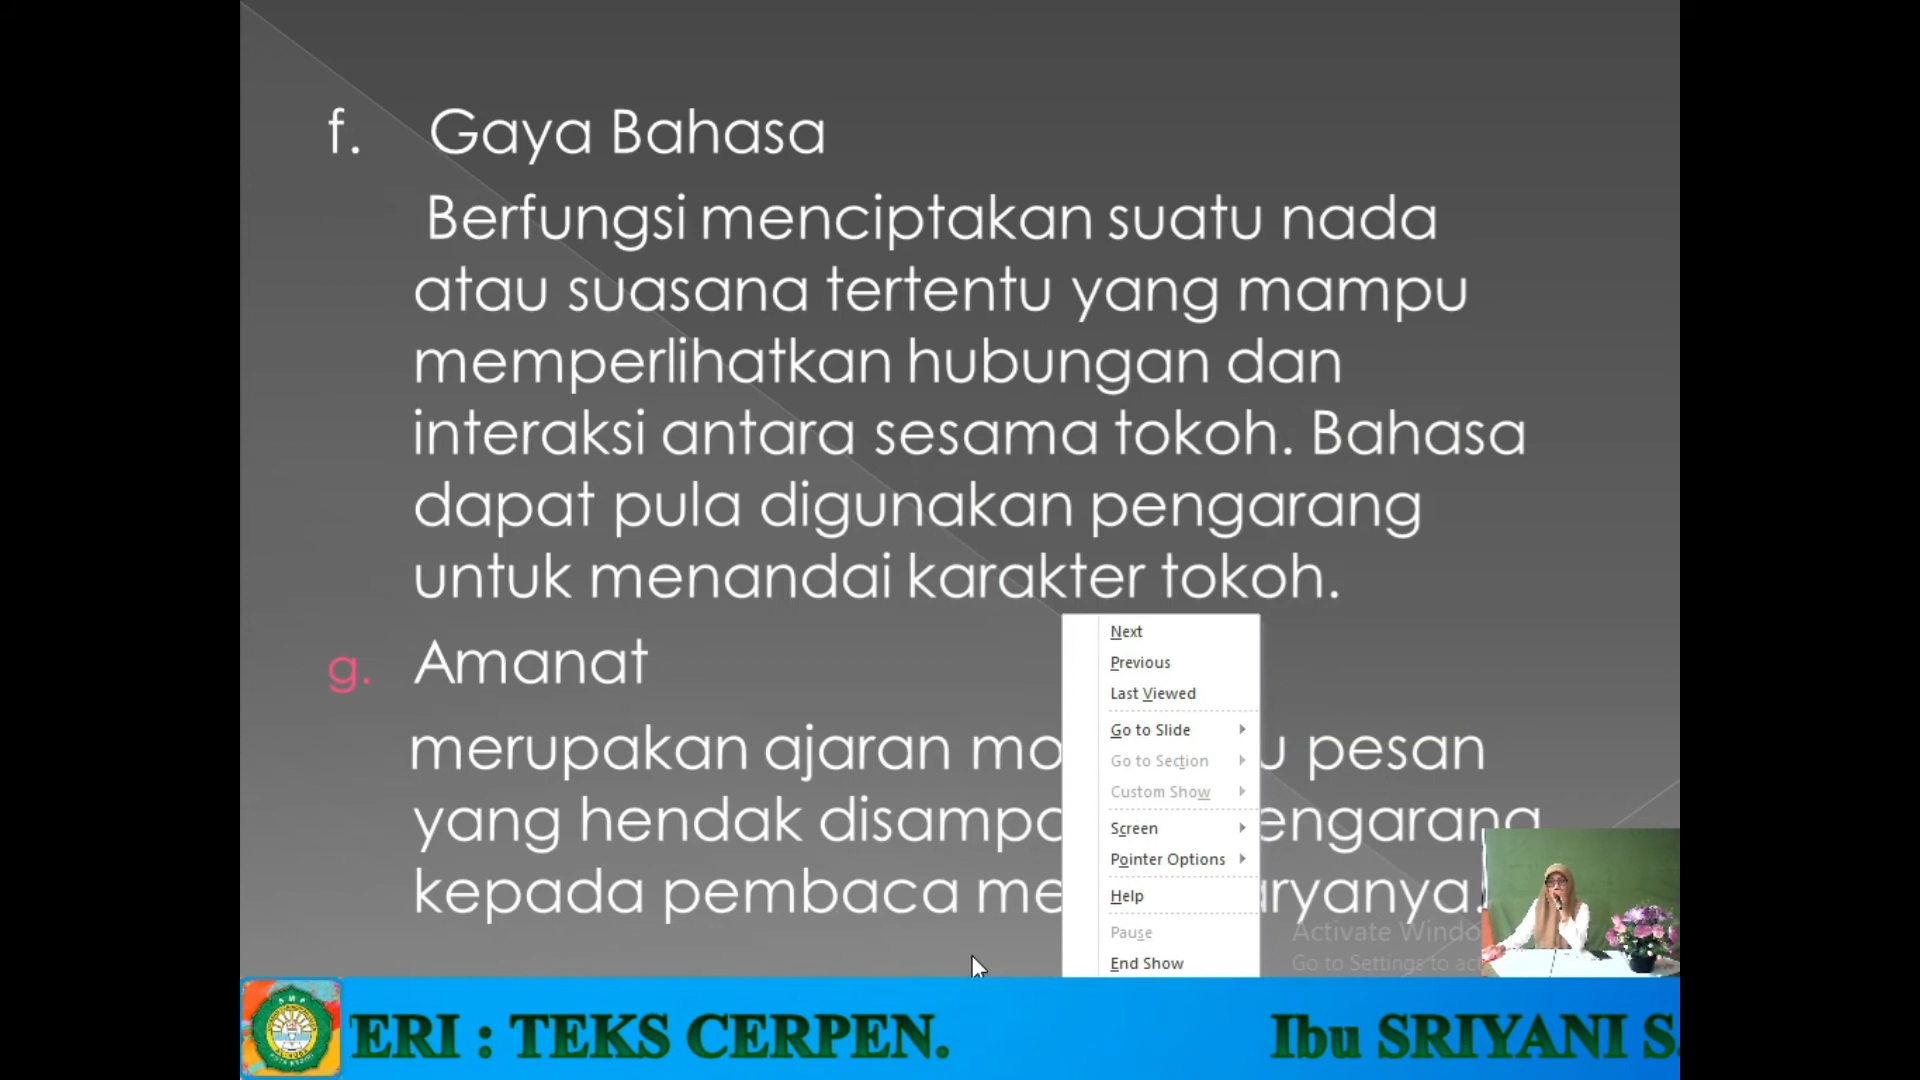 f. Gaya Bahasa
Berfungsi menciptakan suatu nada
atau suasana tertentu yang mampu
memperlihatkan hubungan dan
interaksi antara sesama tokoh. Bahasa
dapat pula digunakan pengarang
untuk menandai karakter tokoh.
g. Amanat
merupakan ajaran mo u pesan
yang hendak disampa engarang
kepada pembaca me aryanya.
Next
Previous
Last Viewed
Go to Slide
Go to Section
Custom Show
Screen
Pointer Options
Help
Pause
End Show
Activate Windo
Go to Settings to ac
SMP
ERI : TEKS CERPEN. Ibu SRIYANI S.